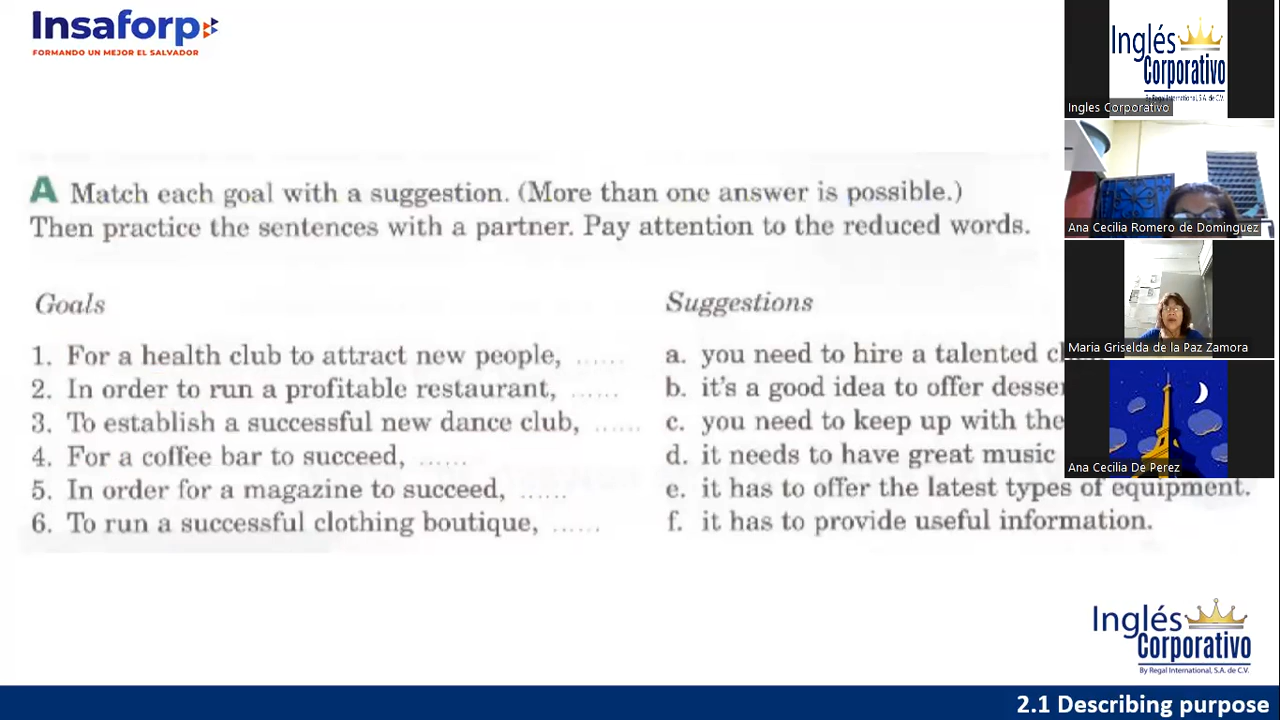 Insaforp
FORMANDO UN MEJOR EL SALVADOR
A Match each goal with a suggestion. (More than one answer is possible.)
Then practice the sentences with a partner. Pay attention to the reduced words.
Goals
1. For a health club to attract new people, ......
2. In order to run a profitable restaurant, ......
3. To establish a successful new dance club, ......
4. For a coffee bar to succeed, ......
5. In order for a magazine to succeed, ......
6. To run a successful clothing boutique, ......
Suggestions
a. you need to hire a talented
b. it's a good idea to offer
c. you need to keep up with the
d. it needs to have great music
e. it has to offer the latest types of equipment.
f. it has to provide useful information.
Inglés
Corporativo
By Regal International, S.A. de C.V.
Ingles Corporativo
Ana Cecilia Romero de Dominguez
Maria Griselda de la Paz Zamora
Ana Cecilia De Perez
Inglés
Corporativo
By Regal International, S.A. de C.V.
2.1 Describing purpose